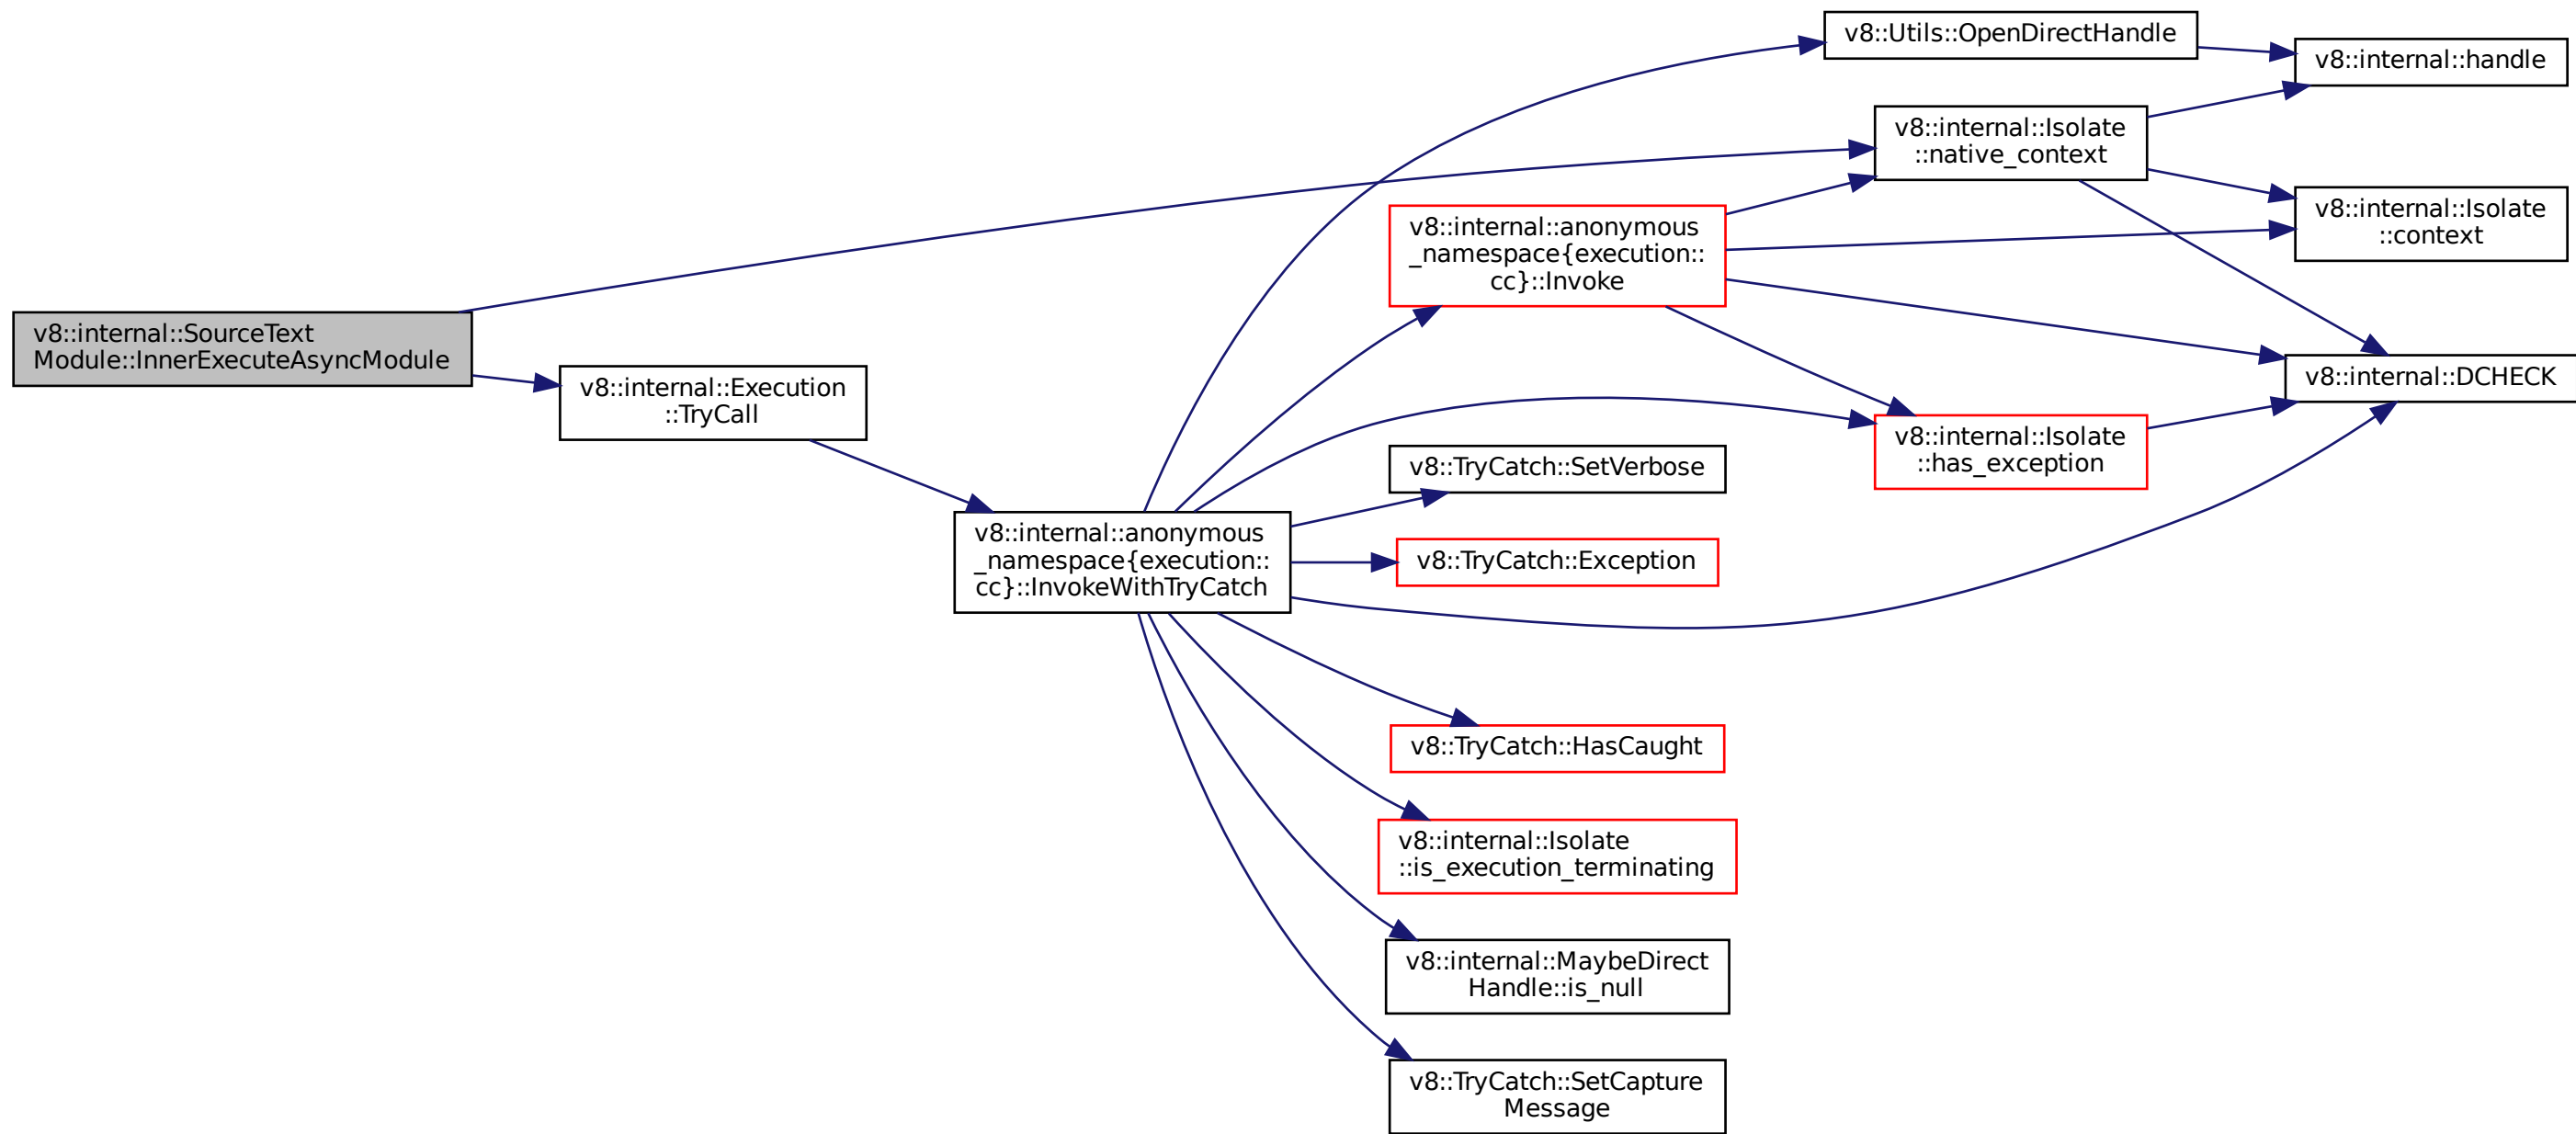 v8::Utils::OpenDirectHandle
v8::internal::handle
v8::internal::Isolate
::native_context
v8::internal::Isolate
::context
v8::internal::anonymous
_namespace{execution::
cc}::Invoke
v8::internal::SourceText
Module::InnerExecuteAsyncModule
v8::internal::Execution
::TryCall
v8::internal::DCHECK
v8::internal::Isolate
::has_exception
v8::TryCatch::SetVerbose
v8::internal::anonymous
_namespace{execution::
cc}::InvokeWithTryCatch
v8::TryCatch::Exception
v8::TryCatch::HasCaught
v8::internal::Isolate
::is_execution_terminating
v8::internal::MaybeDirect
Handle::is_null
v8::TryCatch::SetCapture
Message